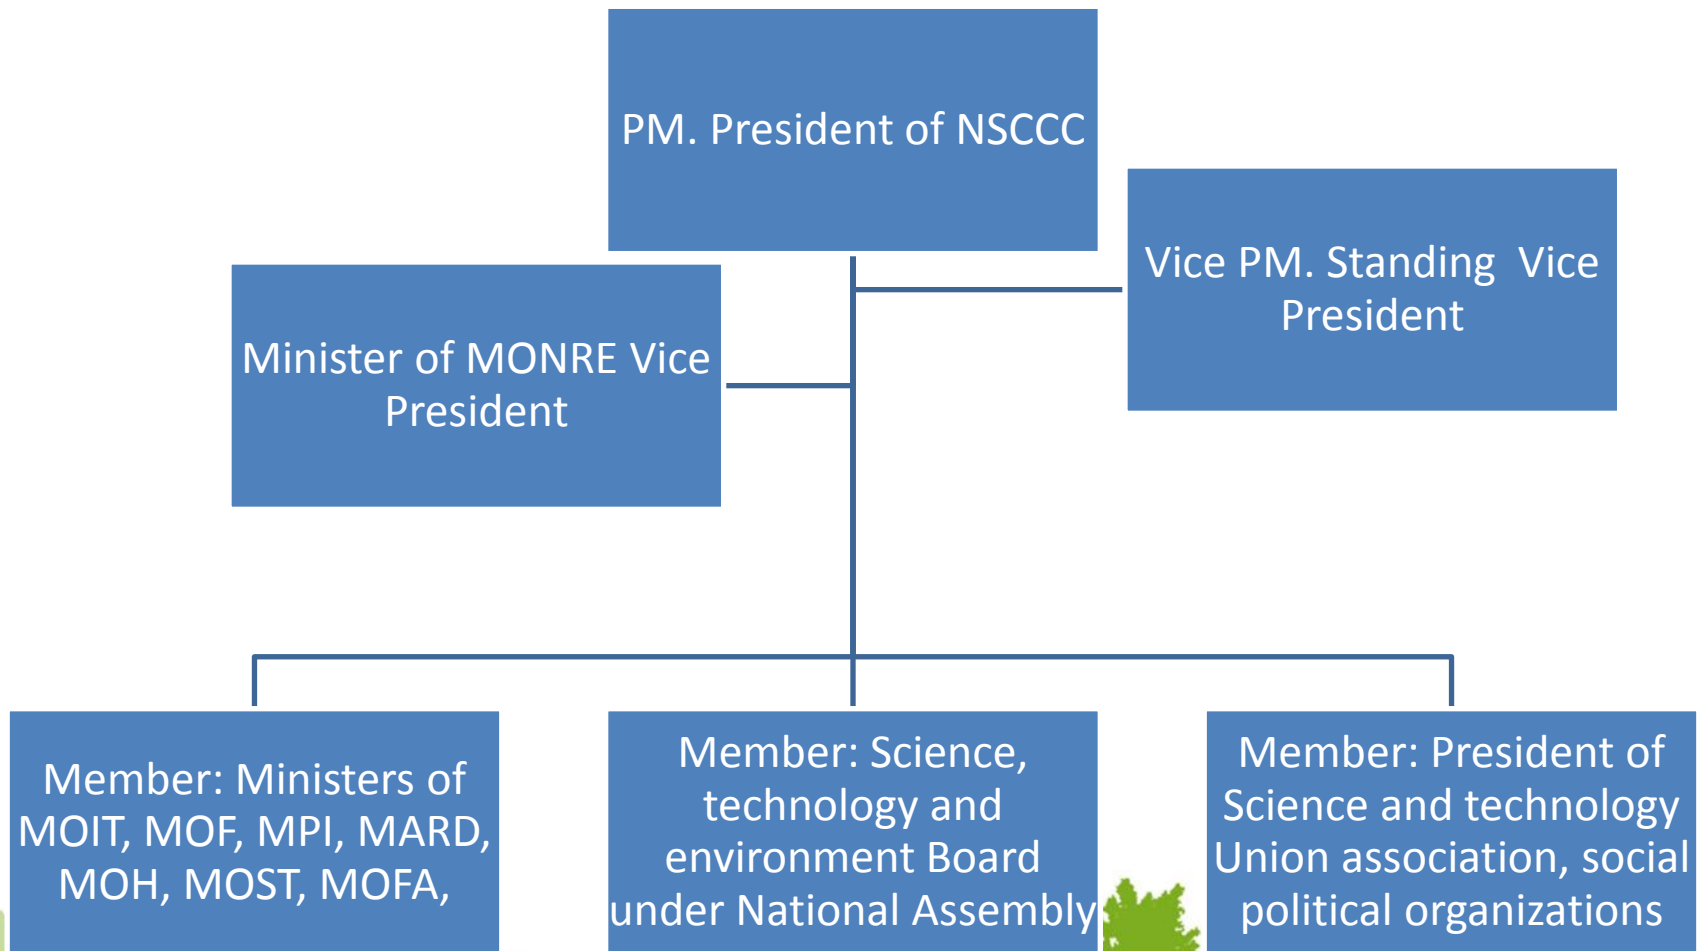 PM. President of NSCCC
Vice PM. Standing  Vice
President
Minister of MONRE Vice
President
Member: Ministers of
MOIT, MOF, MPI, MARD,
MOH, MOST, MOFA,
Member: Science,
technology and
environment Board
under National Assembly
Member: President of
Science and technology
Union association, social
political organizations